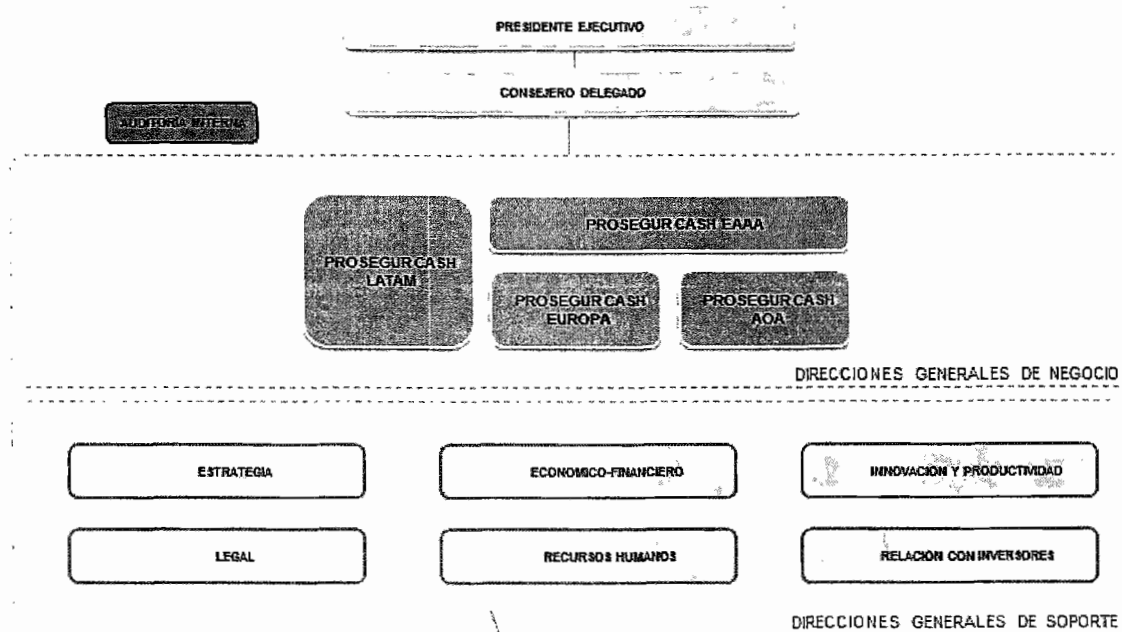 PRESIDENTE EJECUTIVO
CONSEJERO DELEGADO
AUDITORIA INTERNA
PROSEGUR CASH
LATAM
PROSEGUR CASH EAAA
PROSEGUR CASH
EUROPA
PROSEGUR CASH
AOA
DIRECCIONES GENERALES DE NEGOCIO
ESTRATEGIA
ECONOMICO-FINANCIERO
INNOVACION Y PRODUCTIVIDAD
LEGAL
RECURSOS HUMANOS
RELACION CON INVERSORES
DIRECCIONES GENERALES DE SOPORTE